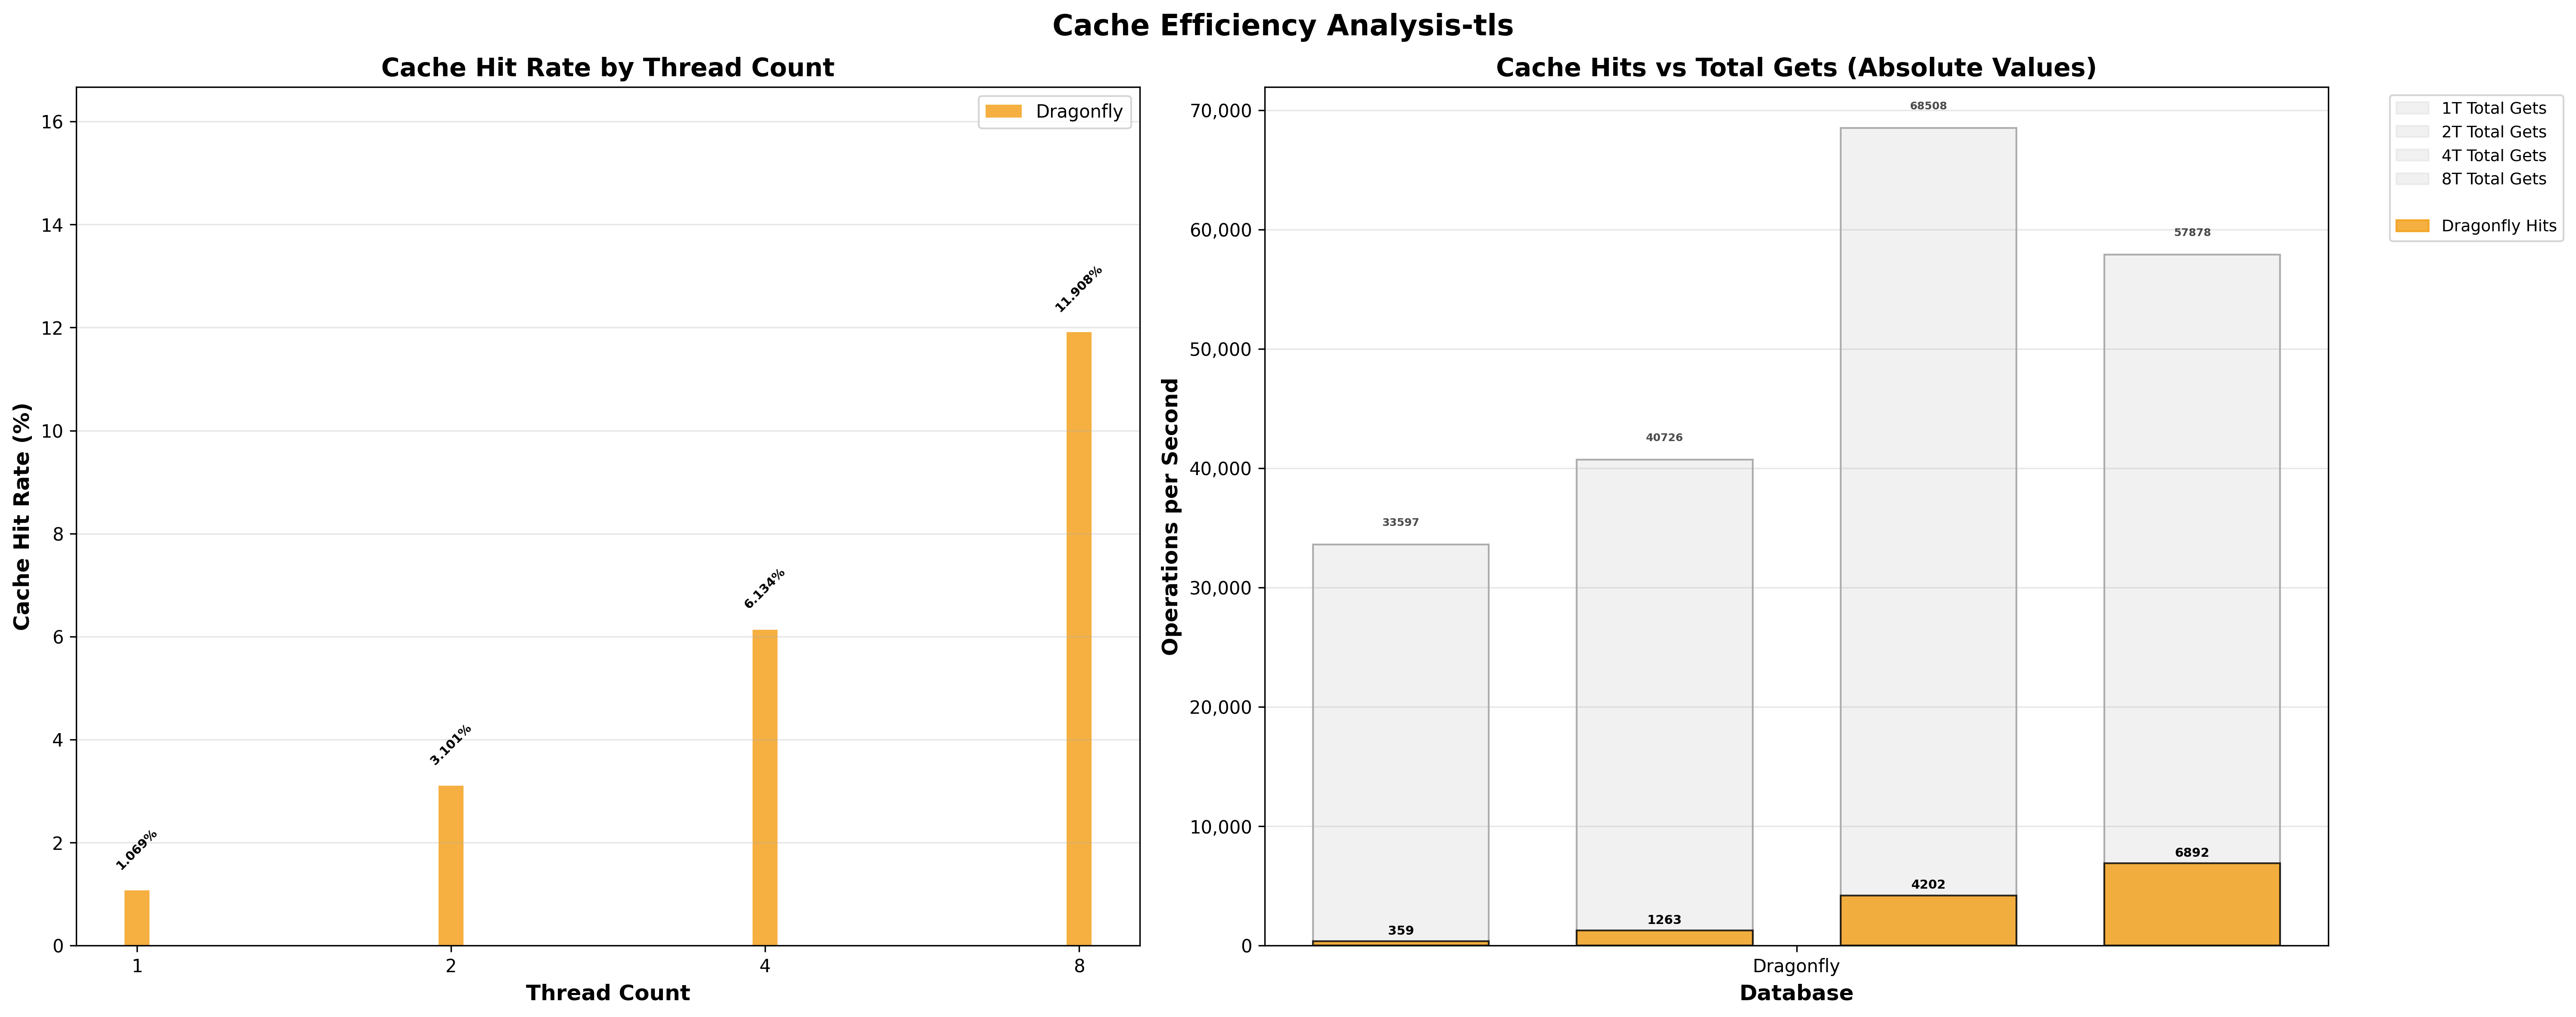 Cache Efficiency Analysis-tls
Cache Hit Rate by Thread Count
Cache Hit Rate (%)
16
14
12
10
8
6
4
2
0
1.069%
3.101%
6.134%
11.908%
Dragonfly
1
2
4
8
Thread Count
Cache Hits vs Total Gets (Absolute Values)
Operations per Second
70,000
60,000
50,000
40,000
30,000
20,000
10,000
0
33597
40726
68508
57878
359
1263
4202
6892
Dragonfly
Database
1T Total Gets
2T Total Gets
4T Total Gets
8T Total Gets
Dragonfly Hits